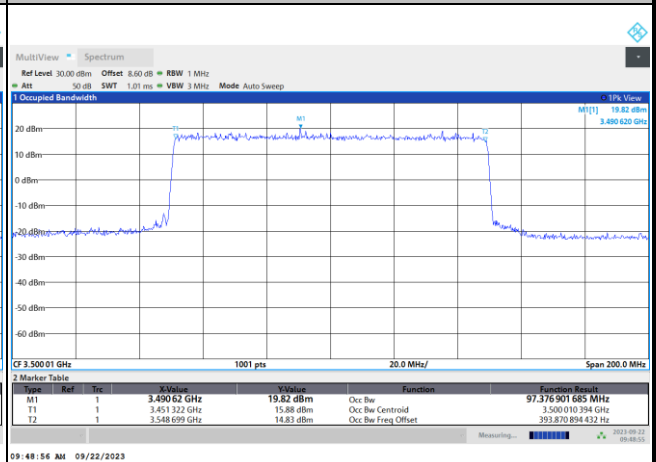 MultiView Spectrum
Ref Level 30.00 dBm Offset 8.60 dB RBW 1 MHz
Att 50 dB SWT 1.01 ms VBW 3 MHz Mode Auto Sweep
1 Occupied Bandwidth 1Pk View
M1[1] 19.82 dBm
3.490 620 GHz
M1
T1
T2
20 dBm
10 dBm
0 dBm
-10 dBm
-20 dBm
-30 dBm
-40 dBm
-50 dBm
-60 dBm
CF 3.500 01 GHz 1001 pts 20.0 MHz/ Span 200.0 MHz
2 Marker Table
Type Ref Trc X-Value Y-Value Function Function Result
M1 1 3.490 62 GHz 19.82 dBm Occ Bw 97.376 901 685 MHz
T1 1 3.451 322 GHz 15.88 dBm Occ Bw Centroid 3.500 010 394 GHz
T2 1 3.548 699 GHz 14.83 dBm Occ Bw Freq Offset 393.870 894 432 Hz
Measuring... 2023-09-22
09:48:55
09:48:56 AM 09/22/2023